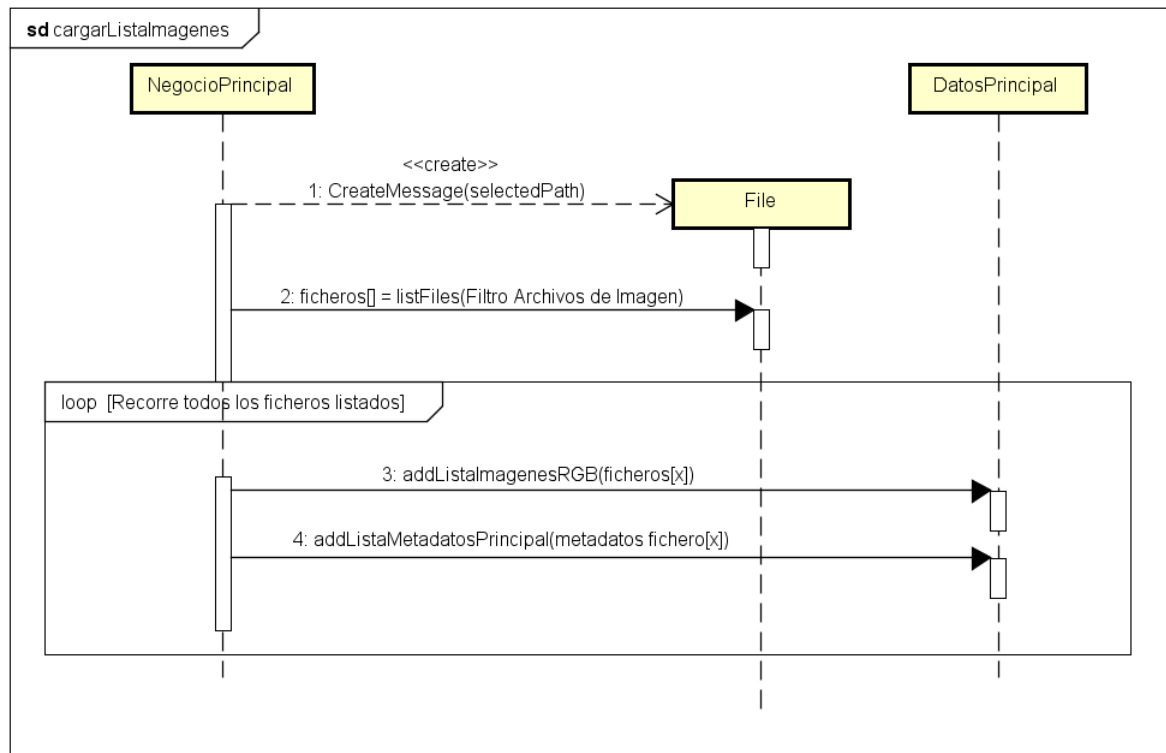 sd cargarListaImagenes
NegocioPrincipal
DatosPrincipal
<<create>>
1: CreateMessage(selectedPath)
File
2: ficheros[] = listFiles(Filtro Archivos de Imagen)
loop [Recorre todos los ficheros listados]
3: addListaImagenesRGB(ficheros[x])
4: addListaMetadatosPrincipal(metadatos fichero[x])